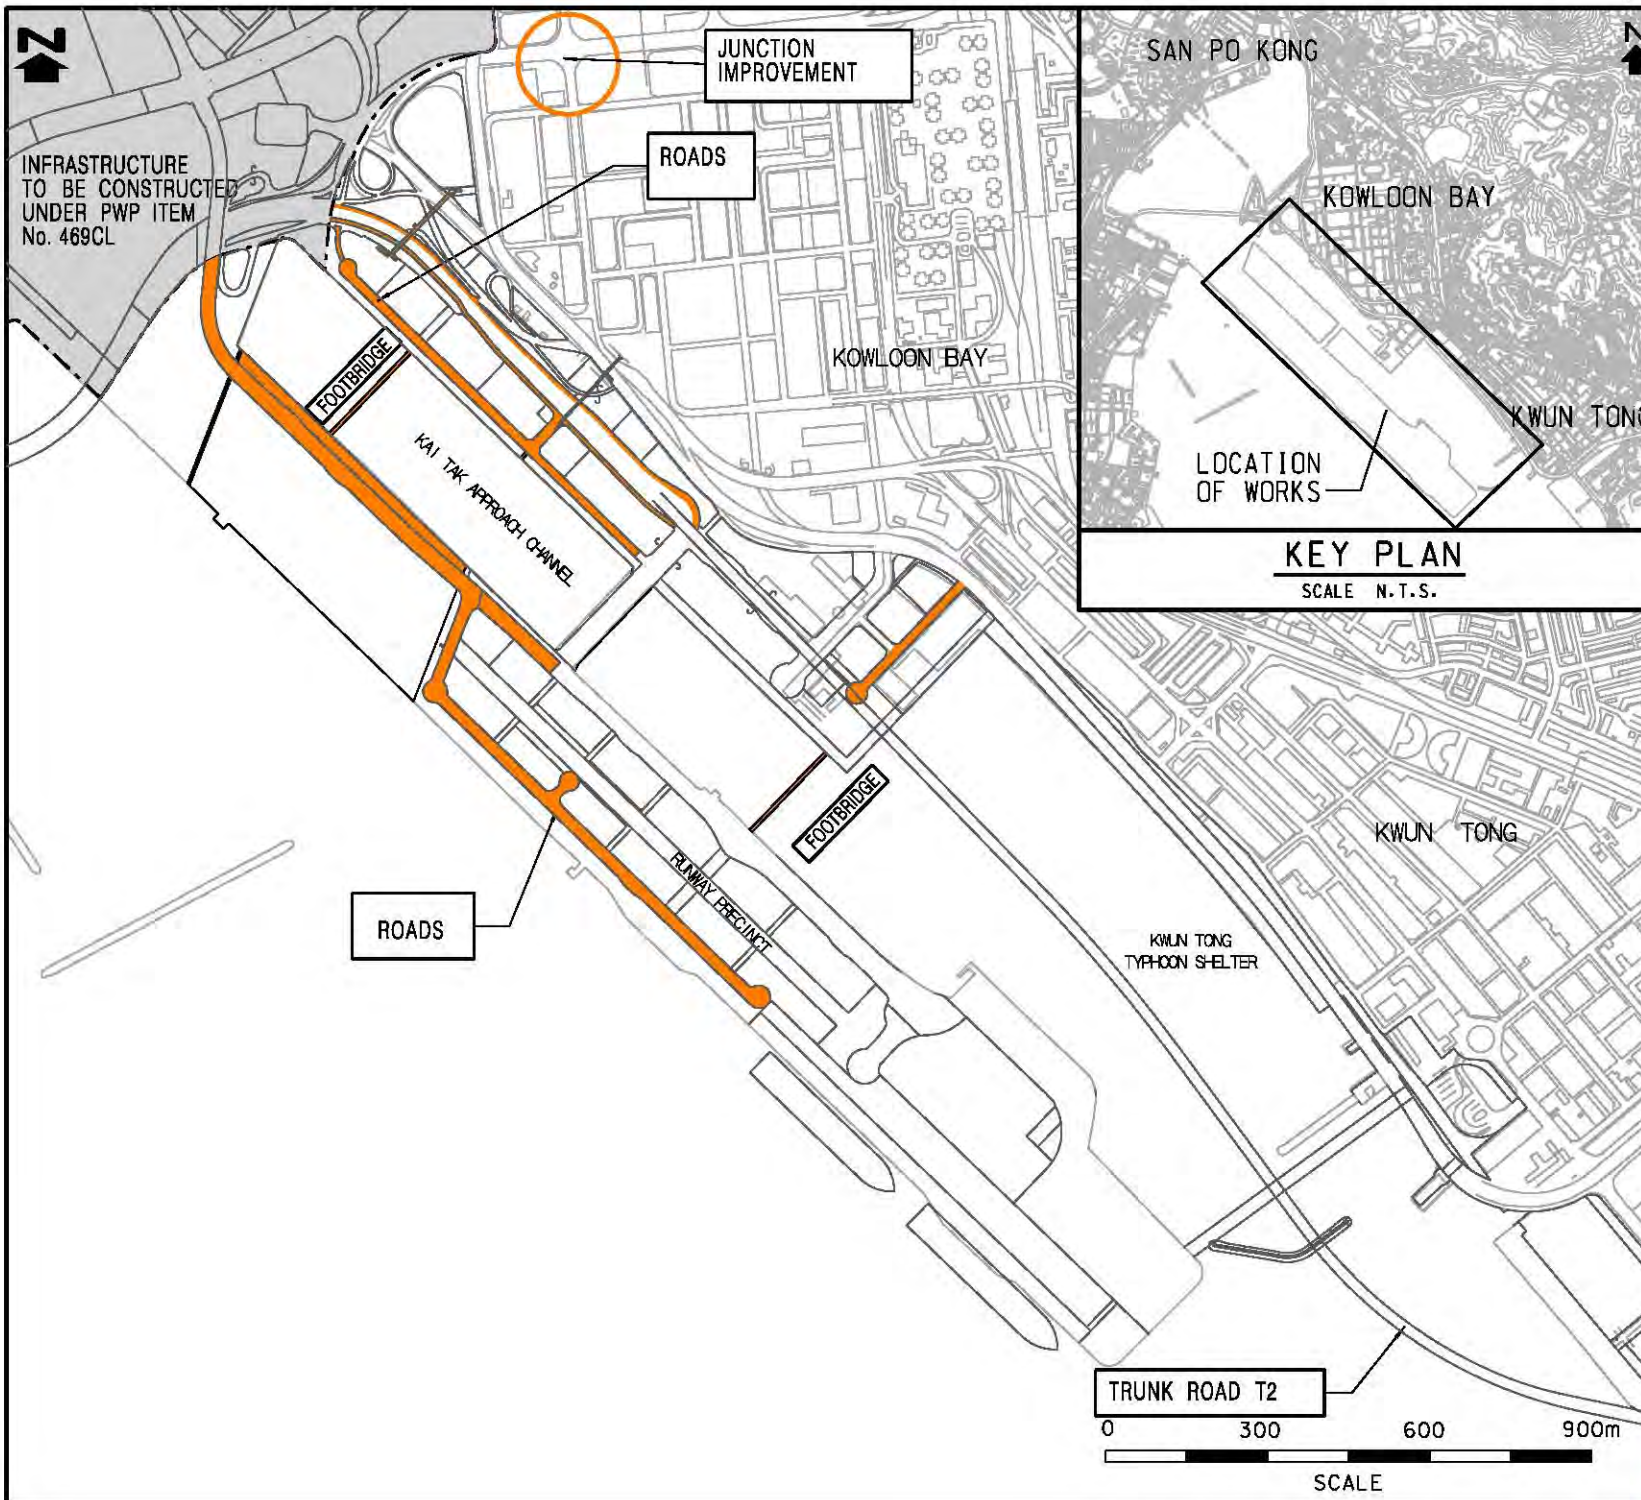 N
JUNCTION
IMPROVEMENT
ROADS
INFRASTRUCTURE
TO BE CONSTRUCTED
UNDER PWP ITEM
No. 469CL
FOOTBRIDGE
KAI TAK APPROACH CHANNEL
KOWLOON BAY
SAN PO KONG
N
KOWLOON BAY
KWUN TONG
LOCATION
OF WORKS
KEY PLAN
SCALE N.T.S.
FOOTBRIDGE
KWUN TONG
RUNWAY PRECINCT
ROADS
KWUN TONG
TYPHOON SHELTER
TRUNK ROAD T2
0 300 600 900m
SCALE